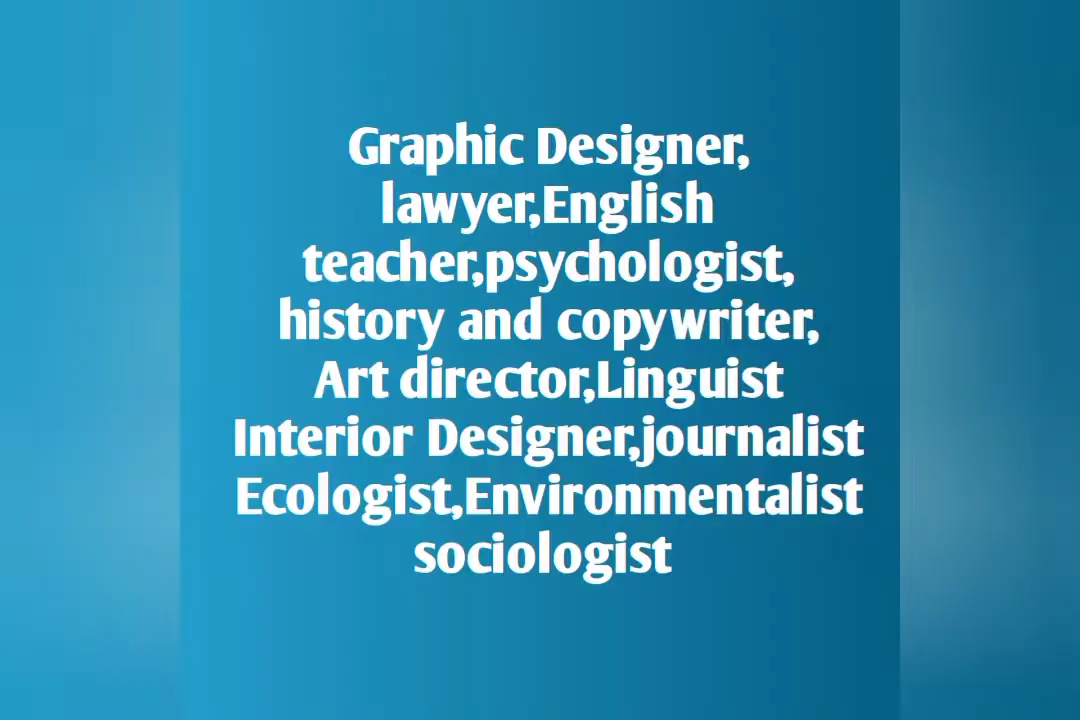 Graphic Designer,
lawyer,English
teacher,psychologist,
history and copywriter,
Art director,Linguist
Interior Designer,journalist
Ecologist,Environmentalist
sociologist